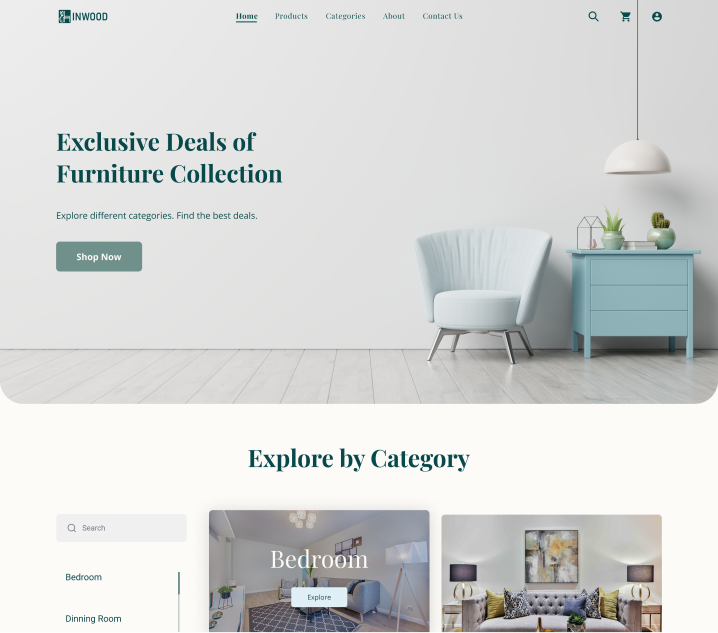 INWOOD
Home Products Categories About Contact Us
Exclusive Deals of
Furniture Collection
Explore different categories. Find the best deals.
Shop Now
Explore by Category
Search
Bedroom
Dinning Room
Bedroom
Explore